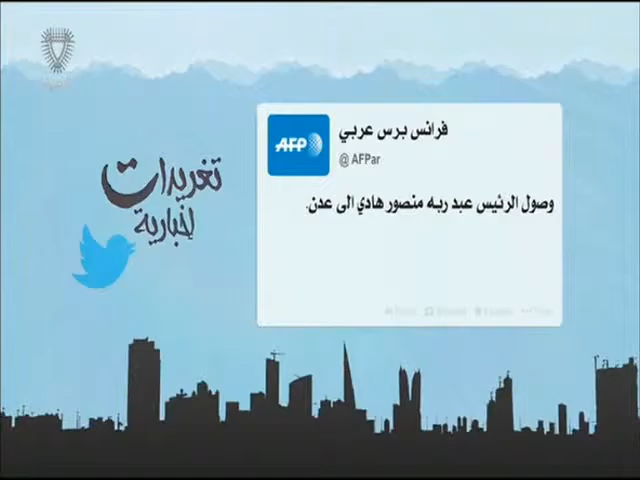 تغريدات
إخبارية
AFP
فرانس برس عربي
@AFPar
وصول الرئيس عبد ربه منصور هادي الى عدن.